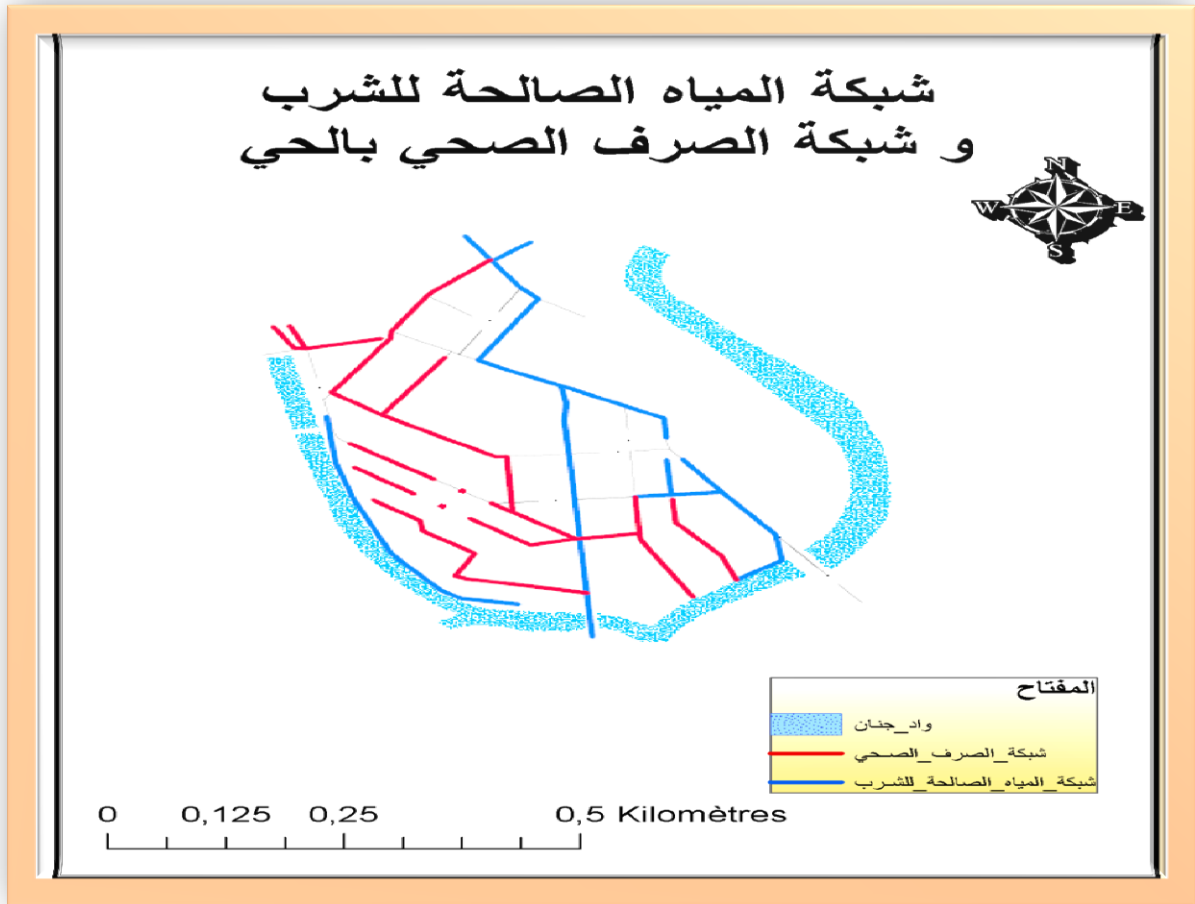 شبكة المياه الصالحة للشرب
و شبكة الصرف الصحي بالحي
N
W E
S
المفتاح
واد_جنان
شبكة_الصرف_الصحي
شبكة_المياه_الصالحة_للشرب
0 0,125 0,25 0,5 Kilomètres